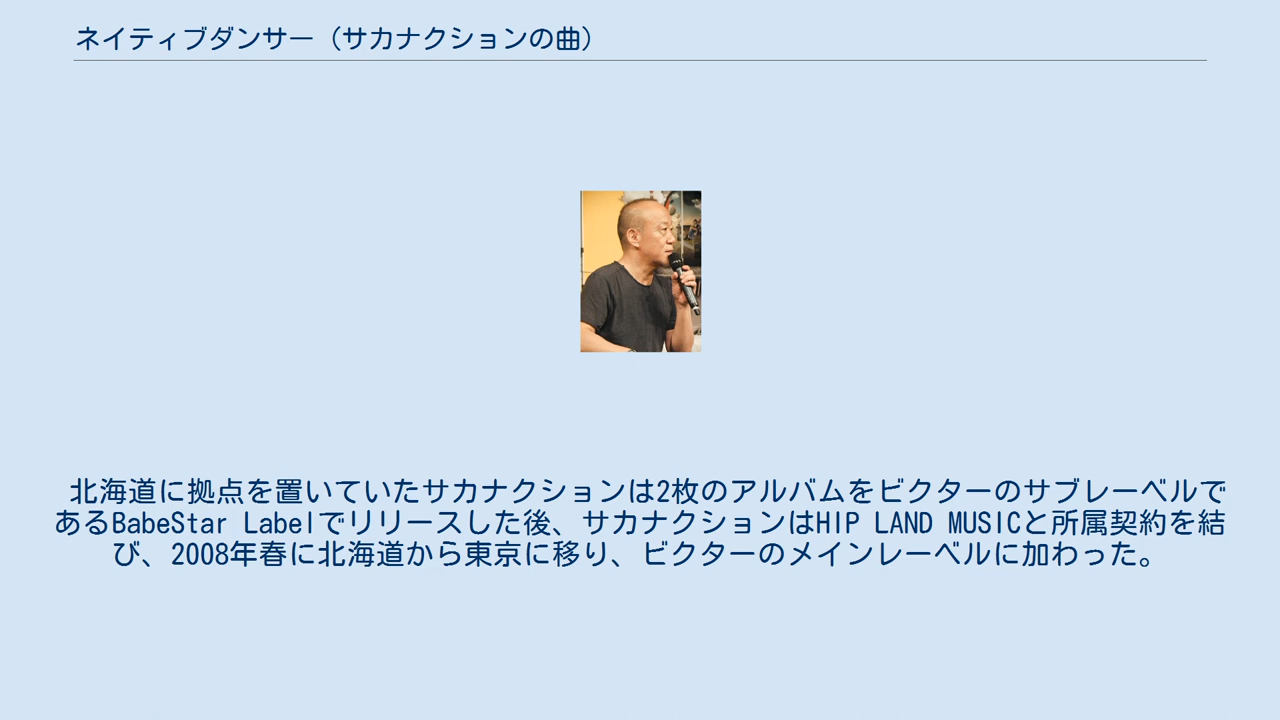 ネイティブダンサー（サカナクションの曲）
北海道に拠点を置いていたサカナクションは2枚のアルバムをビクターのサブレーベルで
あるBabeStar Labelでリリースした後、サカナクションはHIP LAND MUSICと所属契約を結
び、2008年春に北海道から東京に移り、ビクターのメインレーベルに加わった。